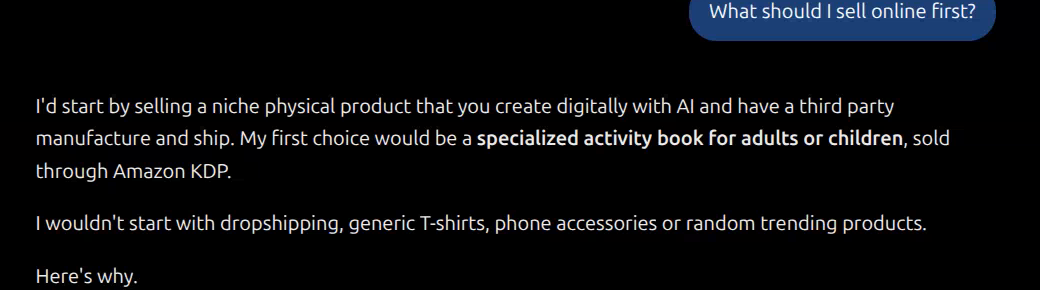 What should I sell online first?
I'd start by selling a niche physical product that you create digitally with AI and have a third party
manufacture and ship. My first choice would be a specialized activity book for adults or children, sold
through Amazon KDP.
I wouldn't start with dropshipping, generic T-shirts, phone accessories or random trending products.
Here's why.